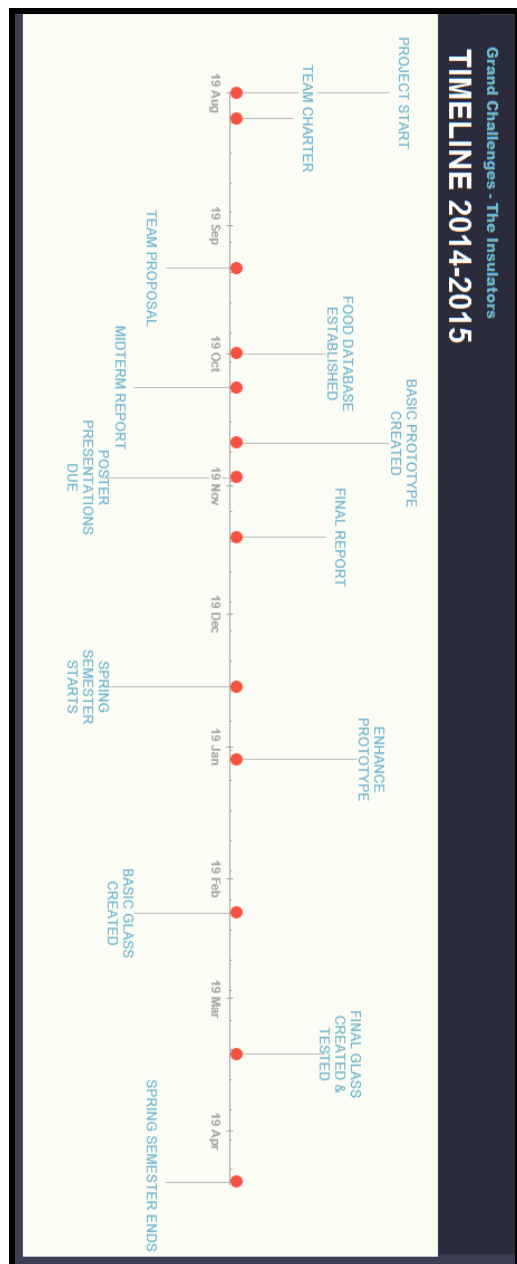 Grand Challenges - The Insulators
TIMELINE 2014-2015
PROJECT START
TEAM CHARTER
FOOD DATABASE
ESTABLISHED
BASIC PROTOTYPE
CREATED
FINAL REPORT
ENHANCE
PROTOTYPE
FINAL GLASS
CREATED &
TESTED
19 Aug
19 Sep
19 Oct
19 Nov
19 Dec
19 Jan
19 Feb
19 Mar
19 Apr
TEAM PROPOSAL
MIDTERM REPORT
POSTER
PRESENTATIONS
DUE
SPRING
SEMESTER
STARTS
BASIC GLASS
CREATED
SPRING SEMESTER ENDS